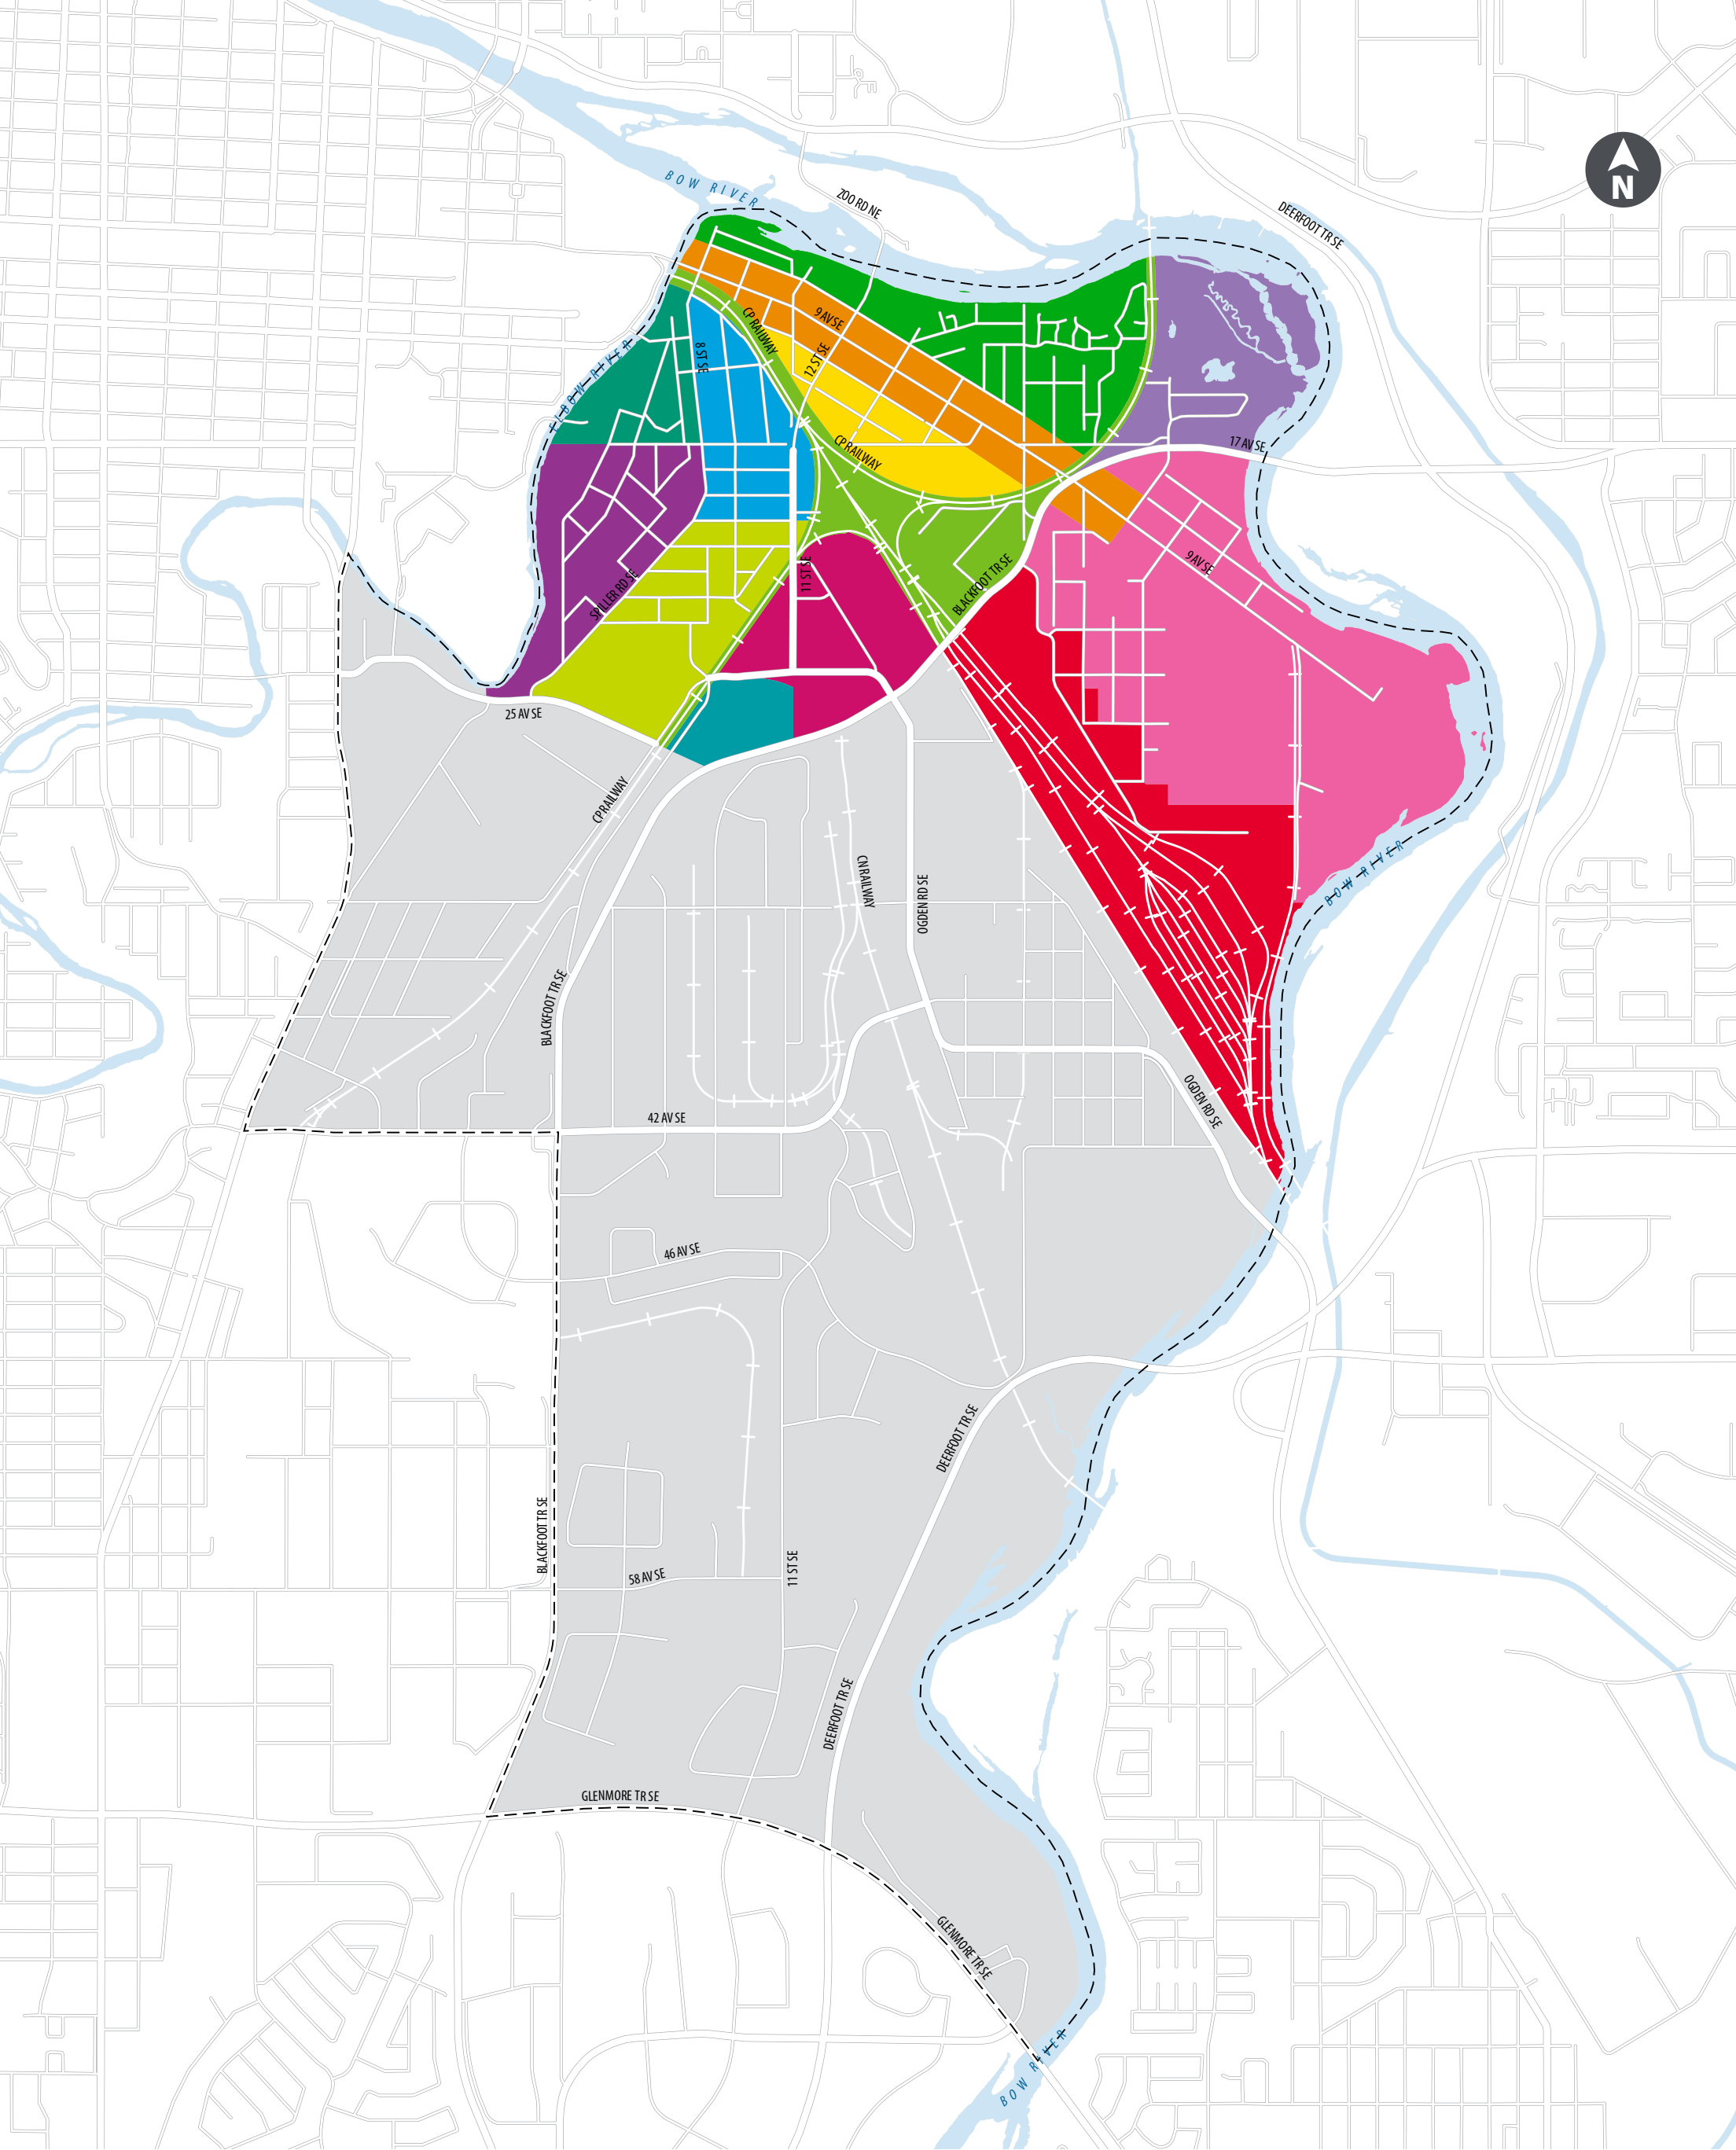 BOW RIVER
ZOO RD NE
DEERFOOT TR SE
N
CP RAILWAY
9 AV SE
12 ST SE
8 ST SE
ELBOW RIVER
CP RAILWAY
17 AV SE
9 AV SE
11 ST SE
BLACKFOOT TR SE
SPILLER RD SE
25 AV SE
CP RAILWAY
CN RAILWAY
OGDEN RD SE
BOW RIVER
BLACKFOOT TR SE
OGDEN RD SE
42 AV SE
46 AV SE
DEERFOOT TR SE
BLACKFOOT TR SE
58 AV SE
11 ST SE
DEERFOOT TR SE
GLENMORE TR SE
GLENMORE TR SE
BOW RIVER